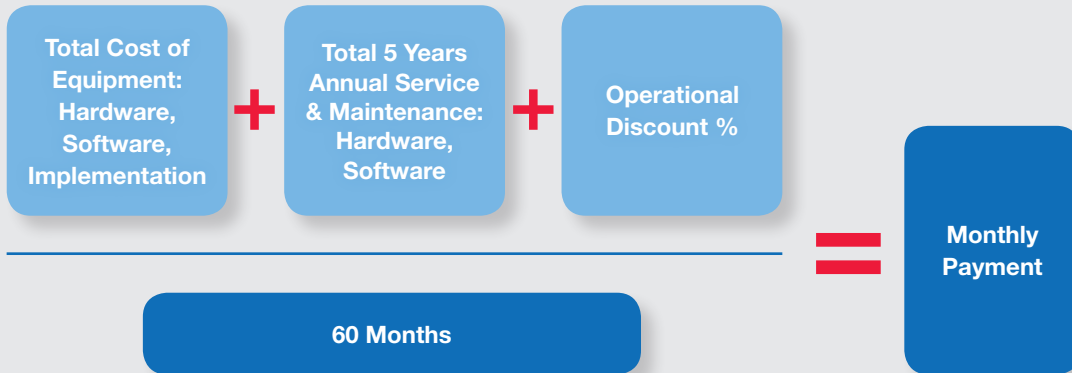 Total Cost of
Equipment:
Hardware,
Software,
Implementation
+
Total 5 Years
Annual Service
& Maintenance:
Hardware,
Software
+
Operational
Discount %
60 Months
=
Monthly
Payment